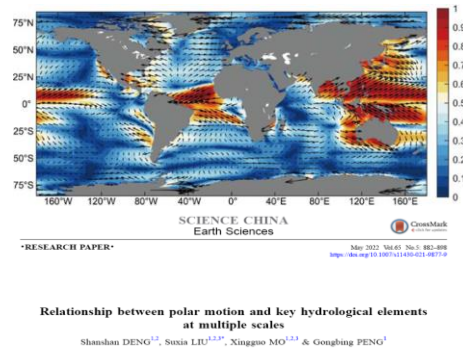 75°N
50°N
25°N
0°
25°S
50°S
75°S
160°W 120°W 80°W 40°W 0° 40°E 80°E 120°E 160°E
1
0.9
0.8
0.7
0.6
0.5
0.4
0.3
0.2
0.1
0
SCIENCE CHINA
Earth Sciences
CrossMark
•RESEARCH PAPER•
May 2022 Vol.65 No.5: 882–898
https://doi.org/10.1007/s11430-021-9877-9
Relationship between polar motion and key hydrological elements
at multiple scales
Shanshan DENG1,2, Suxia LIU1,2,3*, Xingguo MO1,2,3 & Gongbing PENG1